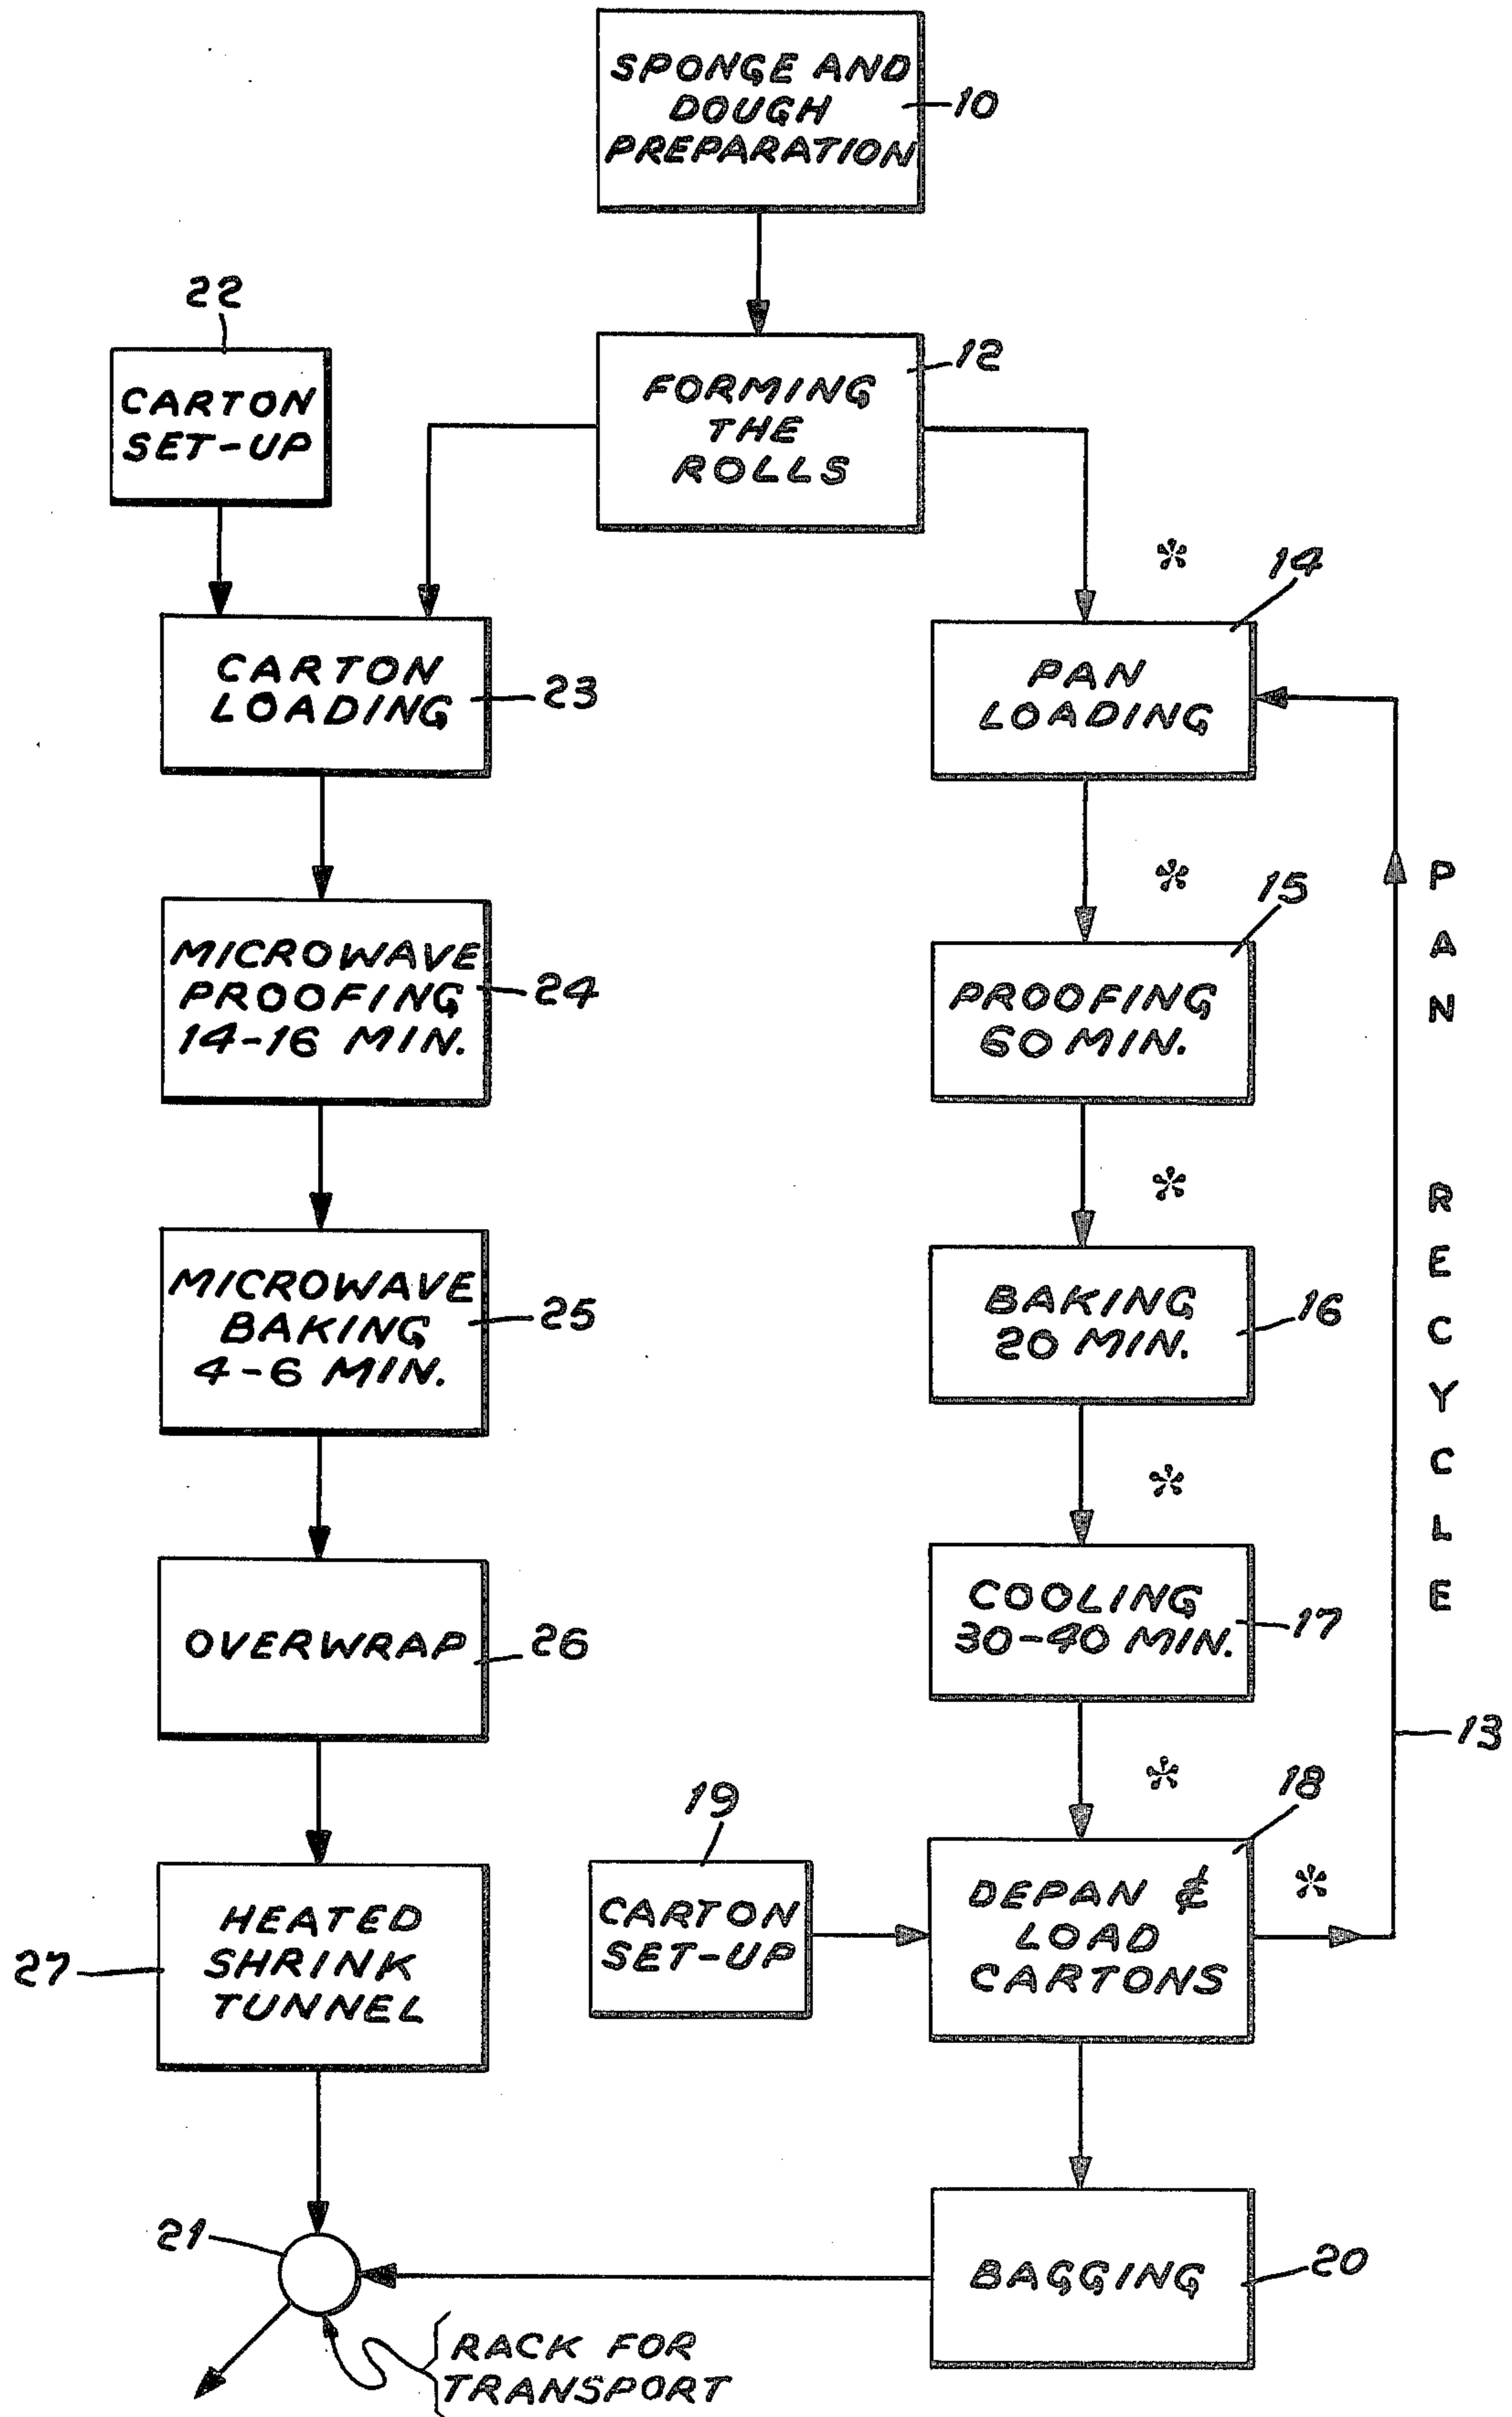 SPONGE AND
DOUGH
PREPARATION
10
22
CARTON
SET-UP
FORMING
THE
ROLLS
12
*
14
CARTON
LOADING
23
PAN
LOADING
*
15
MICROWAVE
PROOFING
14-16 MIN.
24
PROOFING
60 MIN.
*
MICROWAVE
BAKING
4-6 MIN.
25
BAKING
20 MIN.
16
*
OVERWRAP
26
COOLING
30-40 MIN.
17
PAN RECYCLE
13
*
19
18
HEATED
SHRINK
TUNNEL
27
CARTON
SET-UP
DEPAN &
LOAD
CARTONS
*
21
BAGGING
20
RACK FOR
TRANSPORT